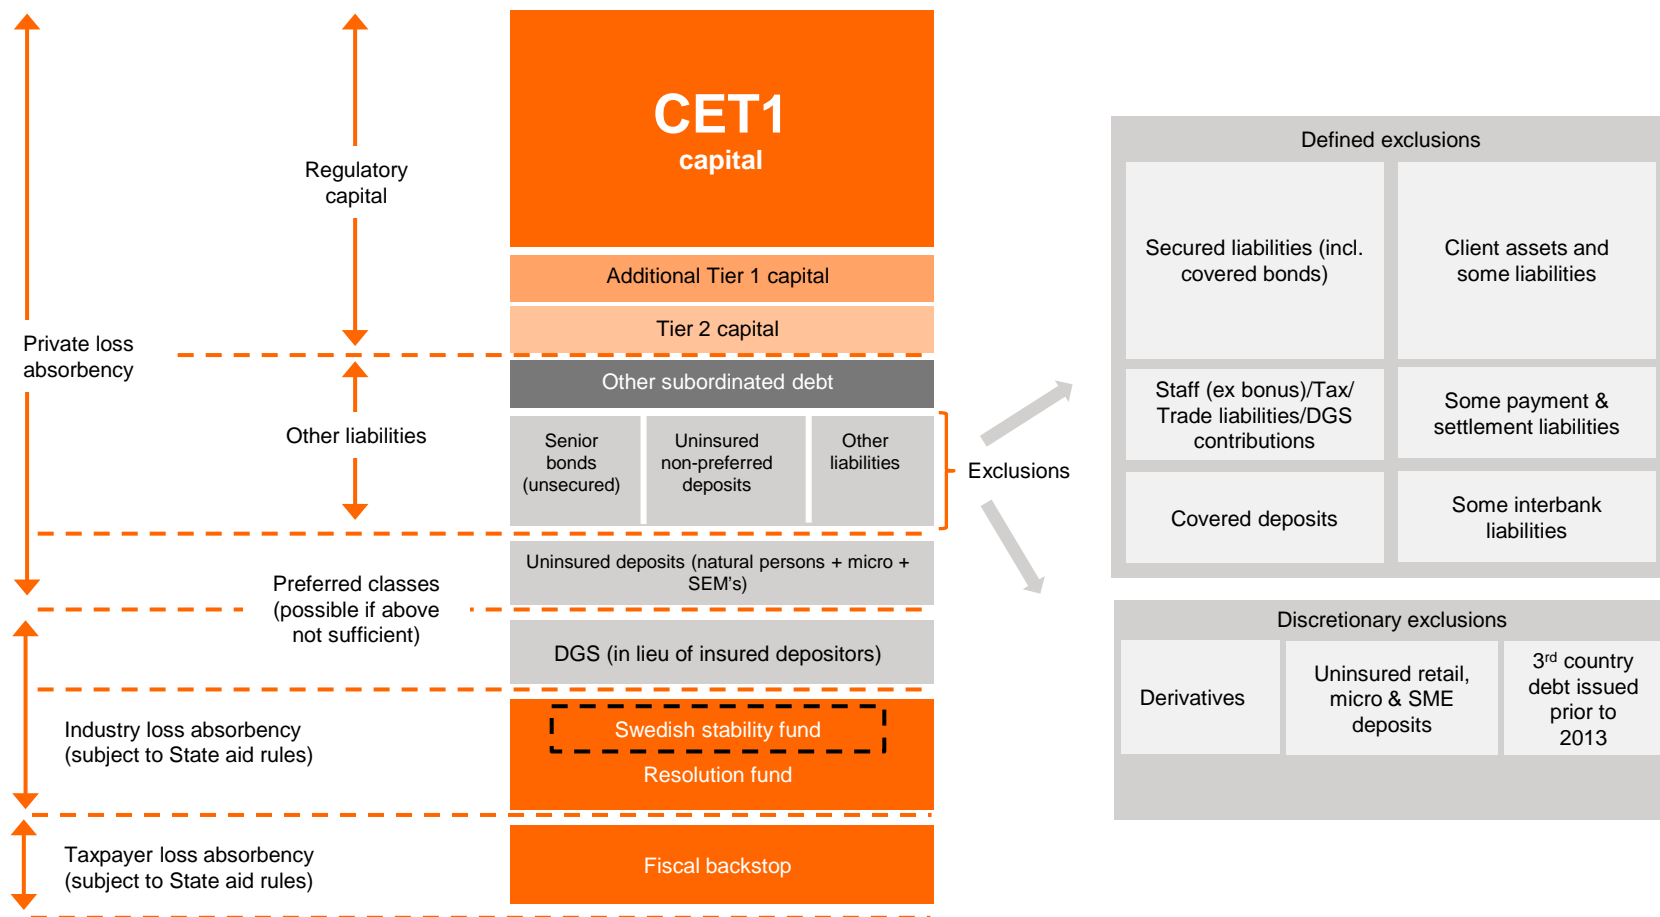 CET1
capital
Regulatory
capital
Additional Tier 1 capital
Tier 2 capital
Private loss
absorbency
Other subordinated debt
Other liabilities
Senior
bonds
(unsecured)
Uninsured
non-preferred
deposits
Other
liabilities
Exclusions
Uninsured deposits (natural persons + micro +
SEM's)
Preferred classes
(possible if above
not sufficient)
DGS (in lieu of insured depositors)
Industry loss absorbency
(subject to State aid rules)
Swedish stability fund
Resolution fund
Taxpayer loss absorbency
(subject to State aid rules)
Fiscal backstop
Defined exclusions
Secured liabilities (incl.
covered bonds)
Client assets and
some liabilities
Staff (ex bonus)/Tax/
Trade liabilities/DGS
contributions
Some payment &
settlement liabilities
Covered deposits
Some interbank
liabilities
Discretionary exclusions
Derivatives
Uninsured retail,
micro & SME
deposits
3rd country
debt issued
prior to
2013